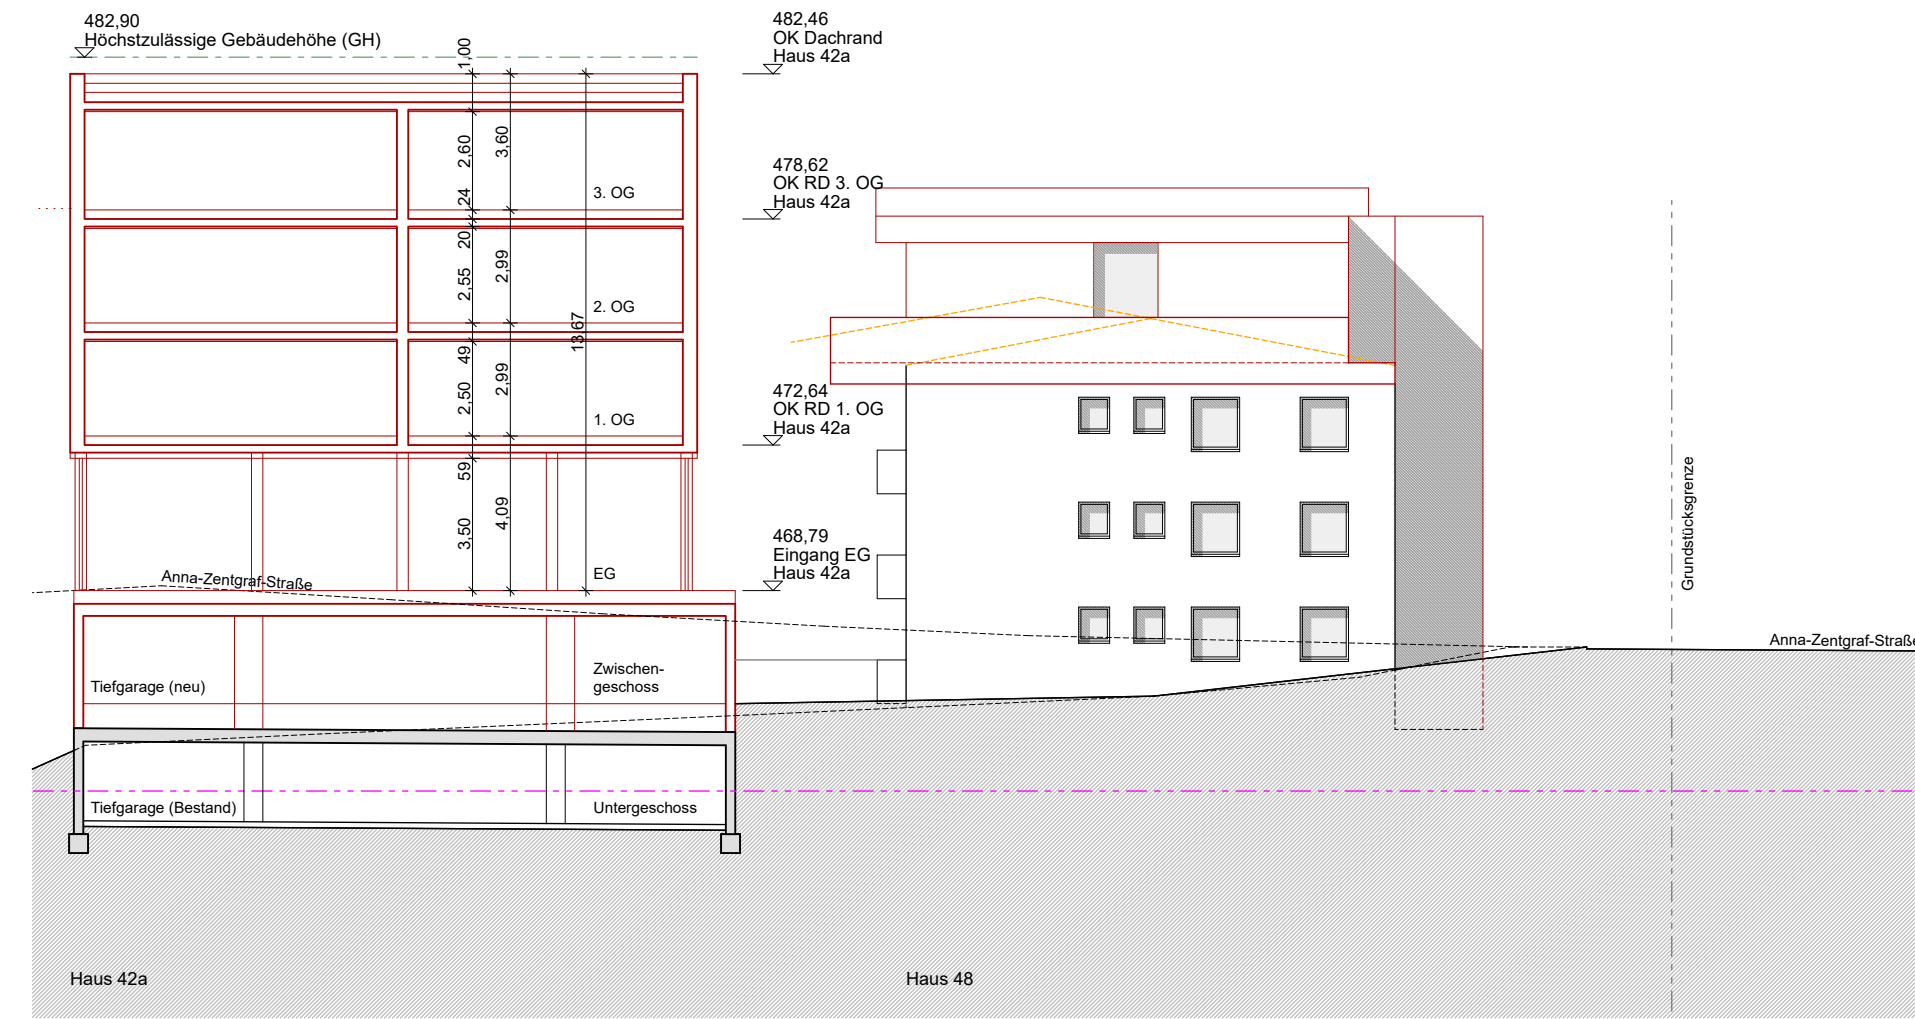 482,90
Höchstzulässige Gebäudehöhe (GH)
482,46
OK Dachrand
Haus 42a
1,00
2,60
3,60
24
3. OG
478,62
OK RD 3. OG
Haus 42a
20
2,55
2,99
2. OG
13,67
49
2,50
2,99
1. OG
472,64
OK RD 1. OG
Haus 42a
59
3,50
4,09
EG
468,79
Eingang EG
Haus 42a
Anna-Zentgraf-Straße
Grundstücksgrenze
Anna-Zentgraf-Straße
Tiefgarage (neu)
Zwischen-
geschoss
Tiefgarage (Bestand)
Untergeschoss
Haus 42a
Haus 48